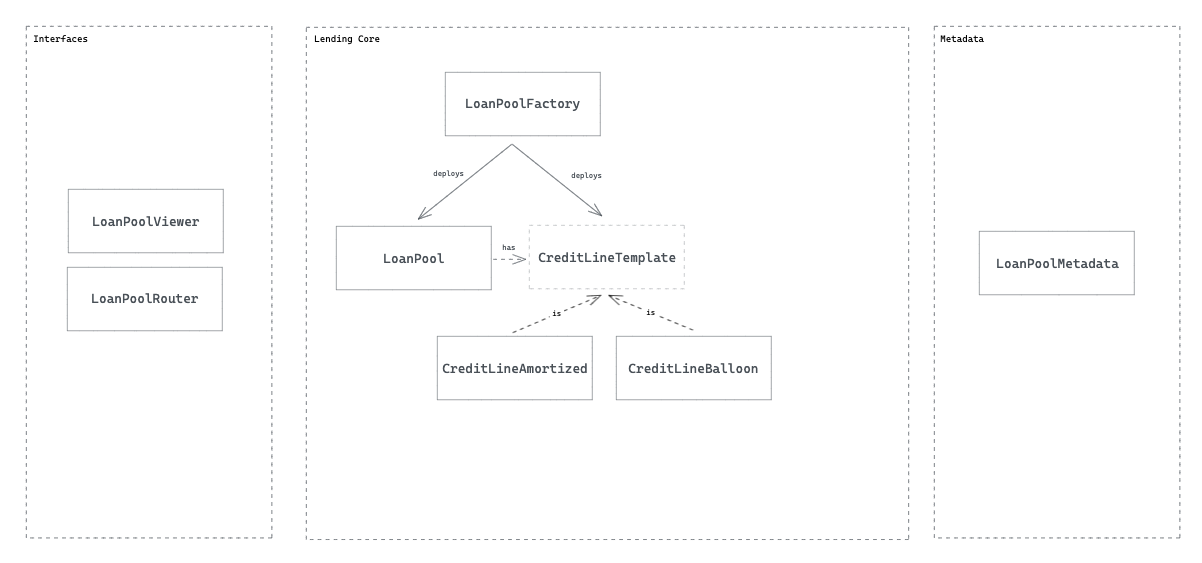 Interfaces
LoanPoolViewer
LoanPoolRouter
Lending Core
LoanPoolFactory
deploys
deploys
LoanPool
has
CreditLineTemplate
is
is
CreditLineAmortized
CreditLineBalloon
Metadata
LoanPoolMetadata